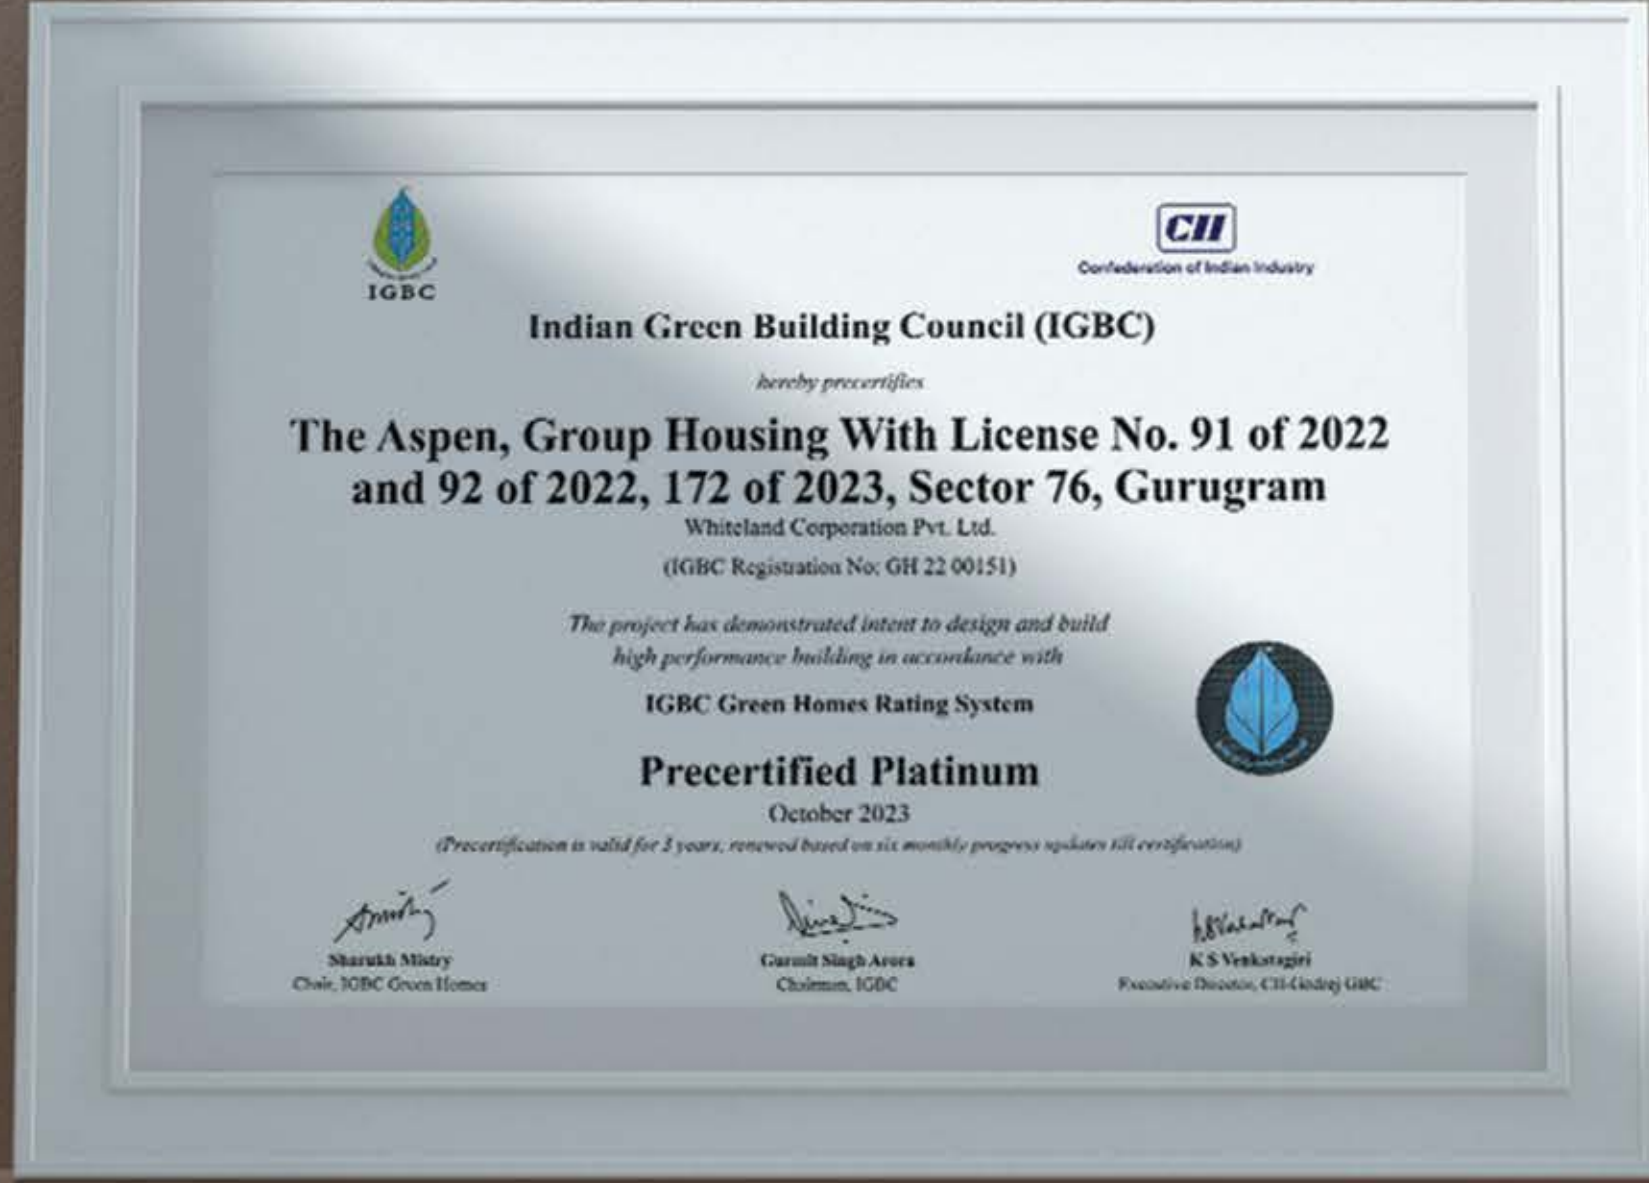 IGBC
CII
Confederation of Indian Industry
Indian Green Building Council (IGBC)
hereby precertifies
The Aspen, Group Housing With License No. 91 of 2022
and 92 of 2022, 172 of 2023, Sector 76, Gurugram
Whiteland Corporation Pvt. Ltd.
(IGBC Registration No: GH 22 00151)
The project has demonstrated intent to design and build
high performance building in accordance with
IGBC Green Homes Rating System
Precertified Platinum
October 2023
(Precertification is valid for 3 years, renewed based on six monthly progress updates till certification)
Sharukh Mistry
Gurmit Singh Arora
K S Venkatagiri
Chair, IGBC Green Homes
Chairman, IGBC
Executive Director, CII-Godrej GBC